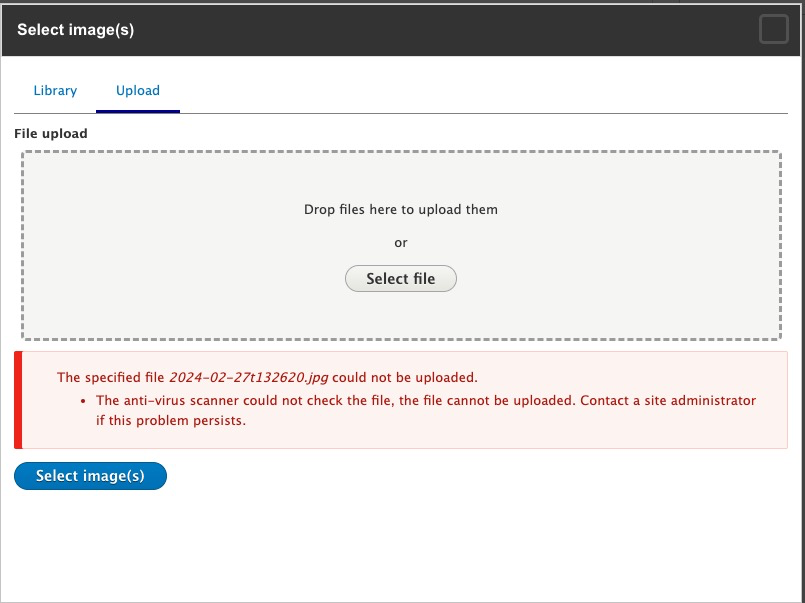 Select image(s)
Library
Upload
File upload
Drop files here to upload them
or
Select file
The specified file 2024-02-27t132620.jpg could not be uploaded.
• The anti-virus scanner could not check the file, the file cannot be uploaded. Contact a site administrator
if this problem persists.
Select image(s)